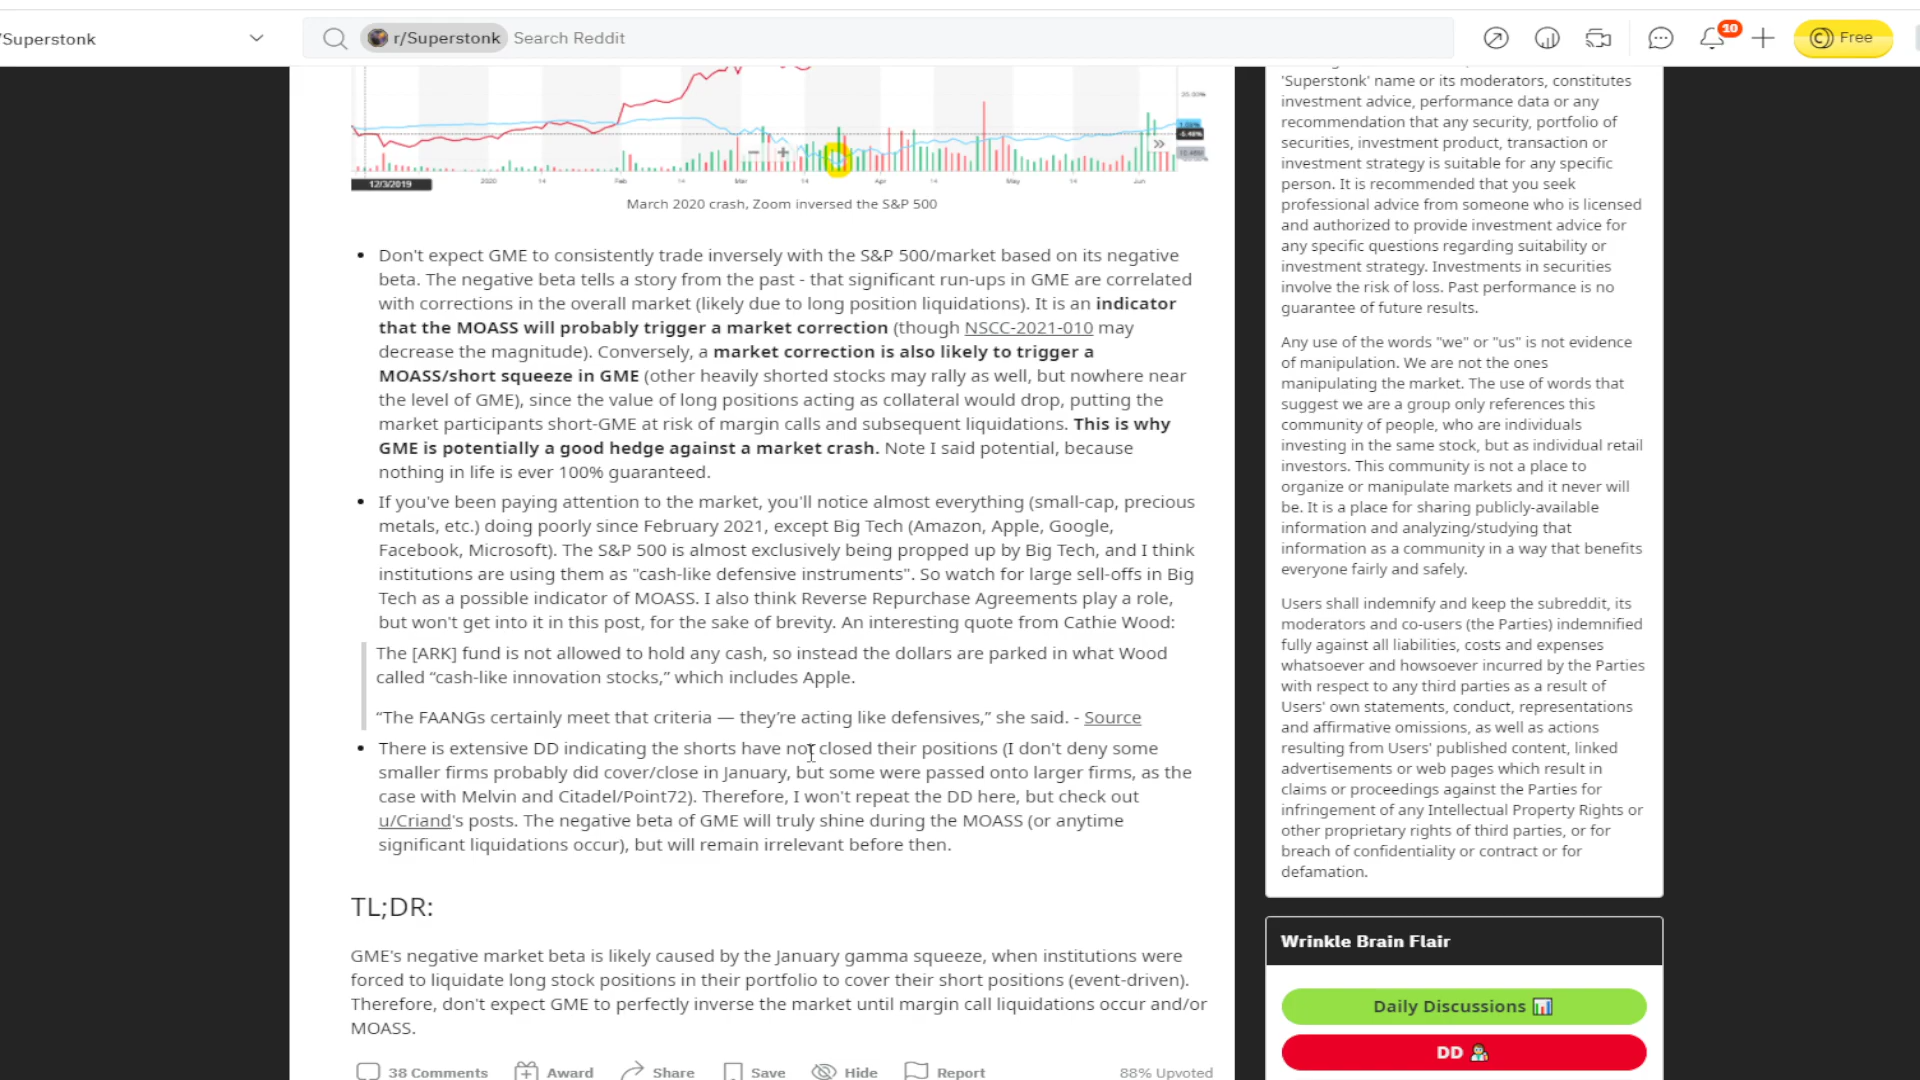 /Superstonk
r/Superstonk Search Reddit
10
Free
12/3/2019 2020 14 Feb 14 Mar 14 Apr 14 May 14 Jun
March 2020 crash, Zoom inversed the S&P 500
Don't expect GME to consistently trade inversely with the S&P 500/market based on its negative
beta. The negative beta tells a story from the past - that significant run-ups in GME are correlated
with corrections in the overall market (likely due to long position liquidations). It is an indicator
that the MOASS will probably trigger a market correction (though NSCC-2021-010 may
decrease the magnitude). Conversely, a market correction is also likely to trigger a
MOASS/short squeeze in GME (other heavily shorted stocks may rally as well, but nowhere near
the level of GME), since the value of long positions acting as collateral would drop, putting the
market participants short-GME at risk of margin calls and subsequent liquidations. This is why
GME is potentially a good hedge against a market crash. Note I said potential, because
nothing in life is ever 100% guaranteed.
If you've been paying attention to the market, you'll notice almost everything (small-cap, precious
metals, etc.) doing poorly since February 2021, except Big Tech (Amazon, Apple, Google,
Facebook, Microsoft). The S&P 500 is almost exclusively being propped up by Big Tech, and I think
institutions are using them as "cash-like defensive instruments". So watch for large sell-offs in Big
Tech as a possible indicator of MOASS. I also think Reverse Repurchase Agreements play a role,
but won't get into it in this post, for the sake of brevity. An interesting quote from Cathie Wood:
The [ARK] fund is not allowed to hold any cash, so instead the dollars are parked in what Wood
called “cash-like innovation stocks,” which includes Apple.
“The FAANGs certainly meet that criteria — they’re acting like defensives,” she said. - Source
There is extensive DD indicating the shorts have not closed their positions (I don't deny some
smaller firms probably did cover/close in January, but some were passed onto larger firms, as the
case with Melvin and Citadel/Point72). Therefore, I won't repeat the DD here, but check out
u/Criand's posts. The negative beta of GME will truly shine during the MOASS (or anytime
significant liquidations occur), but will remain irrelevant before then.
TL;DR:
GME's negative market beta is likely caused by the January gamma squeeze, when institutions were
forced to liquidate long stock positions in their portfolio to cover their short positions (event-driven).
Therefore, don't expect GME to perfectly inverse the market until margin call liquidations occur and/or
MOASS.
38 Comments Award Share Save Hide Report 88% Upvoted
'Superstonk' name or its moderators, constitutes
investment advice, performance data or any
recommendation that any security, portfolio of
securities, investment product, transaction or
investment strategy is suitable for any specific
person. It is recommended that you seek
professional advice from someone who is licensed
and authorized to provide investment advice for
any specific questions regarding suitability or
investment strategy. Investments in securities
involve the risk of loss. Past performance is no
guarantee of future results.
Any use of the words "we" or "us" is not evidence
of manipulation. We are not the ones
manipulating the market. The use of words that
suggest we are a group only references this
community of people, who are individuals
investing in the same stock, but as individual retail
investors. This community is not a place to
organize or manipulate markets and it never will
be. It is a place for sharing publicly-available
information and analyzing/studying that
information as a community in a way that benefits
everyone fairly and safely.
Users shall indemnify and keep the subreddit, its
moderators and co-users (the Parties) indemnified
fully against all liabilities, costs and expenses
whatsoever and howsoever incurred by the Parties
with respect to any third parties as a result of
Users' own statements, conduct, representations
and affirmative omissions, as well as actions
resulting from Users' published content, linked
advertisements or web pages which result in
claims or proceedings against the Parties for
infringement of any Intellectual Property Rights or
other proprietary rights of third parties, or for
breach of confidentiality or contract or for
defamation.
Wrinkle Brain Flair
Daily Discussions
DD